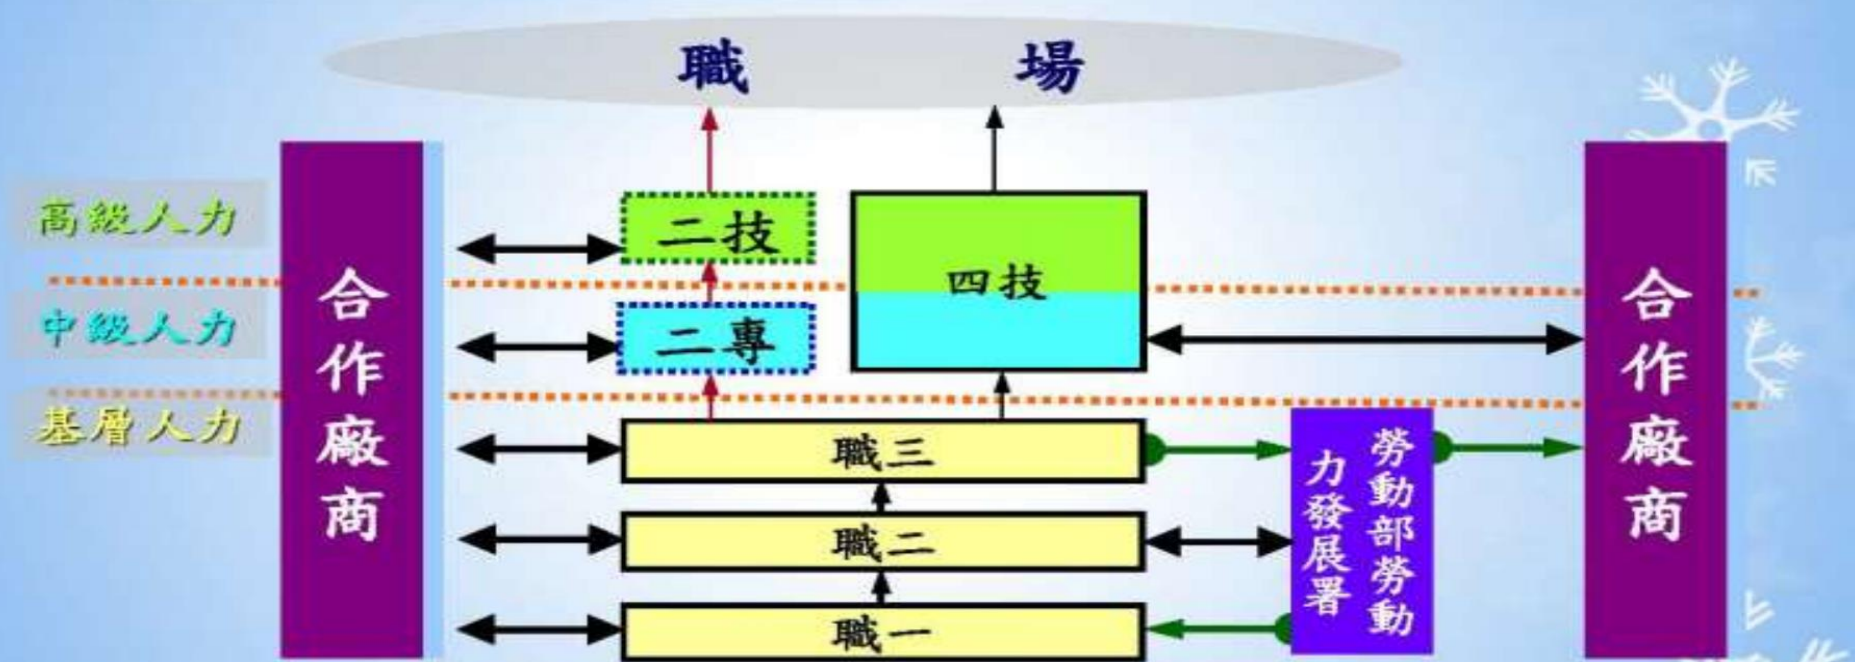 職場
高級人力
中級人力
基層人力
合作廠商
二技
二專
四技
職三
職二
職一
勞動部勞動
力發展署
合作廠商